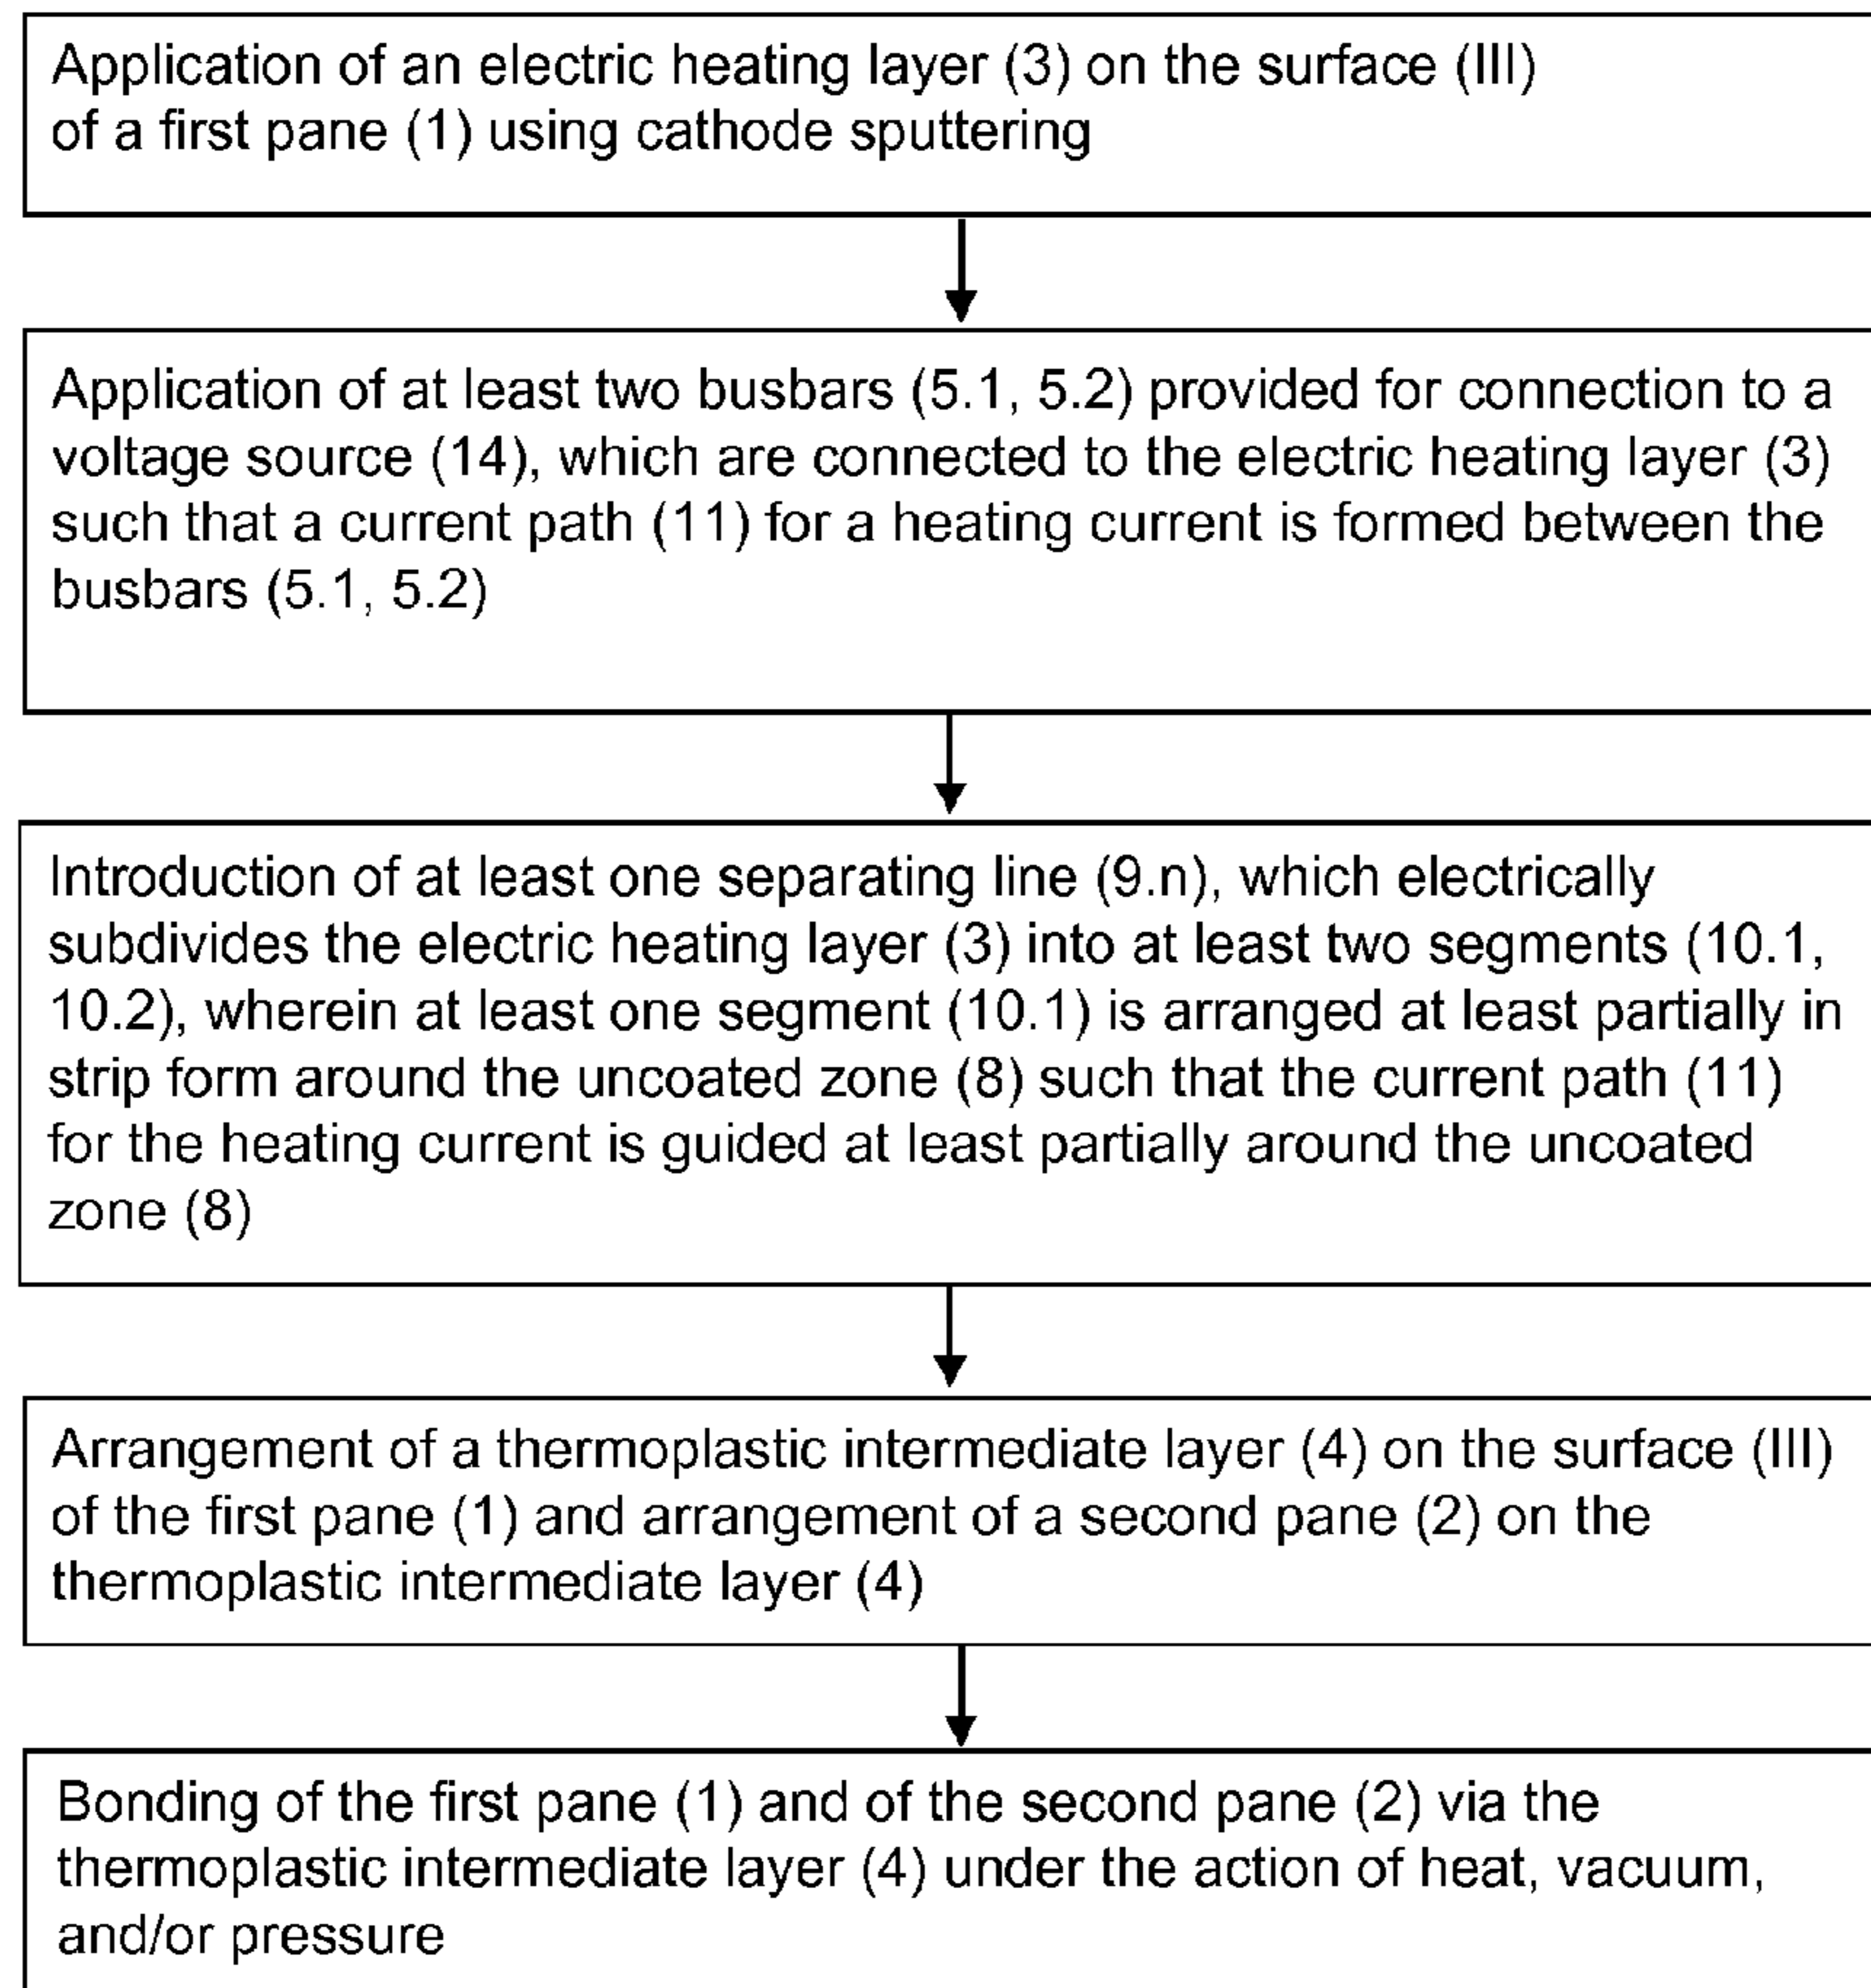 Application of an electric heating layer (3) on the surface (III)
of a first pane (1) using cathode sputtering
Application of at least two busbars (5.1, 5.2) provided for connection to a
voltage source (14), which are connected to the electric heating layer (3)
such that a current path (11) for a heating current is formed between the
busbars (5.1, 5.2)
Introduction of at least one separating line (9.n), which electrically
subdivides the electric heating layer (3) into at least two segments (10.1,
10.2), wherein at least one segment (10.1) is arranged at least partially in
strip form around the uncoated zone (8) such that the current path (11)
for the heating current is guided at least partially around the uncoated
zone (8)
Arrangement of a thermoplastic intermediate layer (4) on the surface (III)
of the first pane (1) and arrangement of a second pane (2) on the
thermoplastic intermediate layer (4)
Bonding of the first pane (1) and of the second pane (2) via the
thermoplastic intermediate layer (4) under the action of heat, vacuum,
and/or pressure